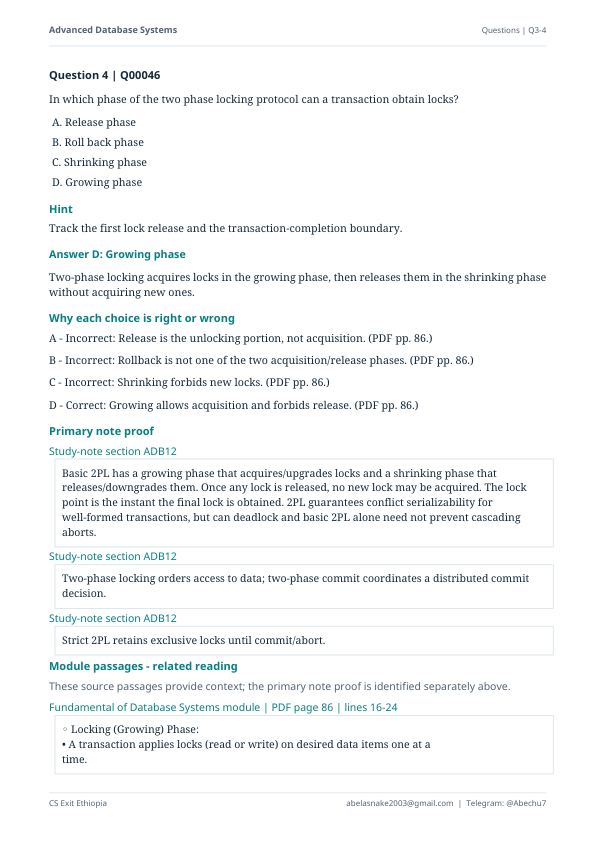 Advanced Database Systems
Questions | Q3-4
Question 4 | Q00046
In which phase of the two phase locking protocol can a transaction obtain locks?
A. Release phase
B. Roll back phase
C. Shrinking phase
D. Growing phase
Hint
Track the first lock release and the transaction-completion boundary.
Answer D: Growing phase
Two-phase locking acquires locks in the growing phase, then releases them in the shrinking phase
without acquiring new ones.
Why each choice is right or wrong
A - Incorrect: Release is the unlocking portion, not acquisition. (PDF pp. 86.)
B - Incorrect: Rollback is not one of the two acquisition/release phases. (PDF pp. 86.)
C - Incorrect: Shrinking forbids new locks. (PDF pp. 86.)
D - Correct: Growing allows acquisition and forbids release. (PDF pp. 86.)
Primary note proof
Study-note section ADB12
Basic 2PL has a growing phase that acquires/upgrades locks and a shrinking phase that
releases/downgrades them. Once any lock is released, no new lock may be acquired. The lock
point is the instant the final lock is obtained. 2PL guarantees conflict serializability for
well-formed transactions, but can deadlock and basic 2PL alone need not prevent cascading
aborts.
Study-note section ADB12
Two-phase locking orders access to data; two-phase commit coordinates a distributed commit
decision.
Study-note section ADB12
Strict 2PL retains exclusive locks until commit/abort.
Module passages - related reading
These source passages provide context; the primary note proof is identified separately above.
Fundamental of Database Systems module | PDF page 86 | lines 16-24
◦ Locking (Growing) Phase:
• A transaction applies locks (read or write) on desired data items one at a
time.
CS Exit Ethiopia
abelasnake2003@gmail.com | Telegram: @Abechu7